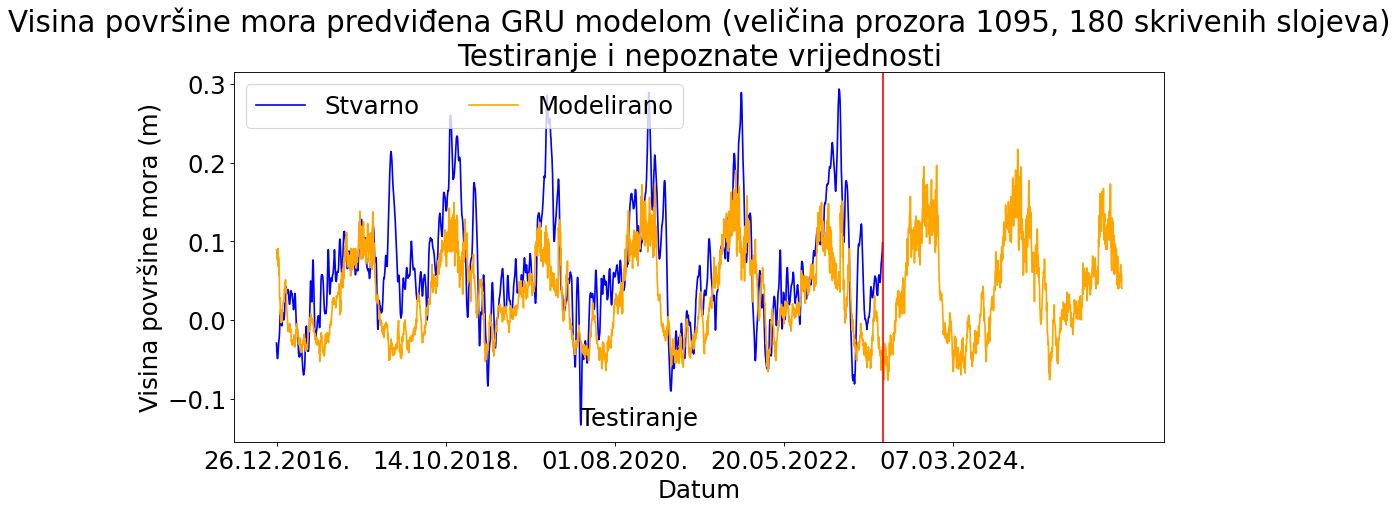 Visina površine mora predviđena GRU modelom (veličina prozora 1095, 180 skrivenih slojeva)
Testiranje i nepoznate vrijednosti
Stvarno Modelirano
Visina površine mora (m)
0.3
0.2
0.1
0.0
−0.1
Testiranje
26.12.2016. 14.10.2018. 01.08.2020. 20.05.2022. 07.03.2024.
Datum